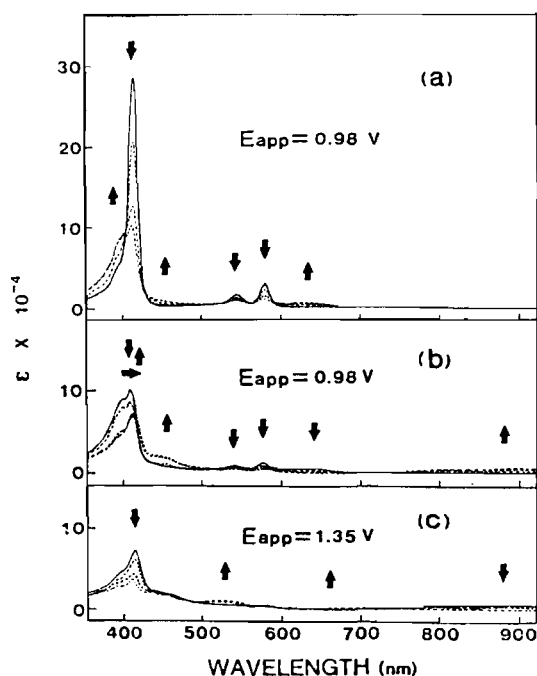 30
(a)
Eapp= 0.98 V
20
10
0
ε X 10⁻⁴
(b)
Eapp=0.98 V
10
0
(c)
Eapp=1.35 V
10
0
400 500 600 700 800 900
WAVELENGTH (nm)